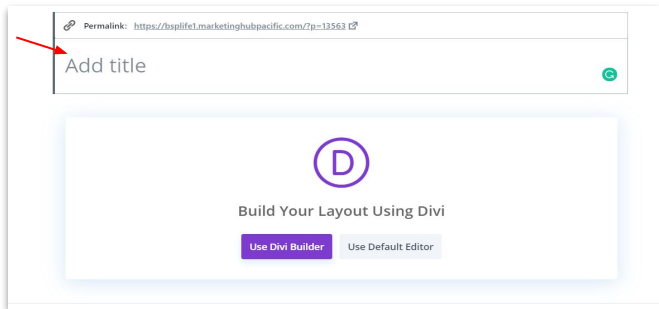 Permalink: https://bsplife1.marketinghubpacific.com/?p=13563
Add title
D
Build Your Layout Using Divi
Use Divi Builder Use Default Editor